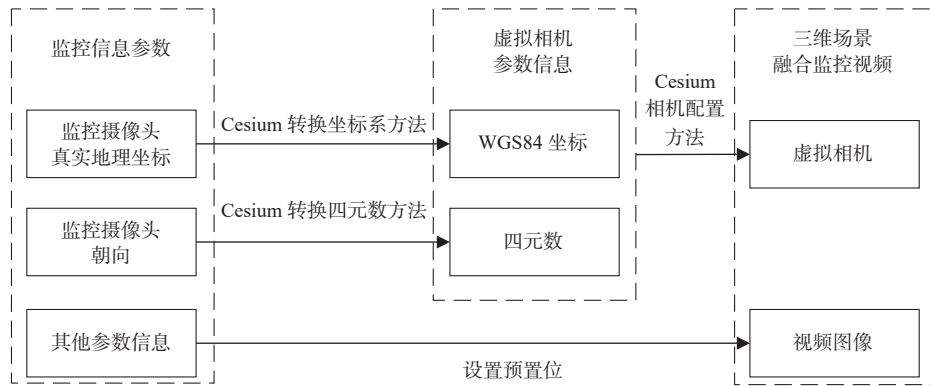 监控信息参数
监控摄像头
真实地理坐标
监控摄像头
朝向
其他参数信息
Cesium 转换坐标系方法
Cesium 转换四元数方法
设置预置位
虚拟相机
参数信息
WGS84 坐标
四元数
Cesium
相机配置
方法
三维场景
融合监控视频
虚拟相机
视频图像